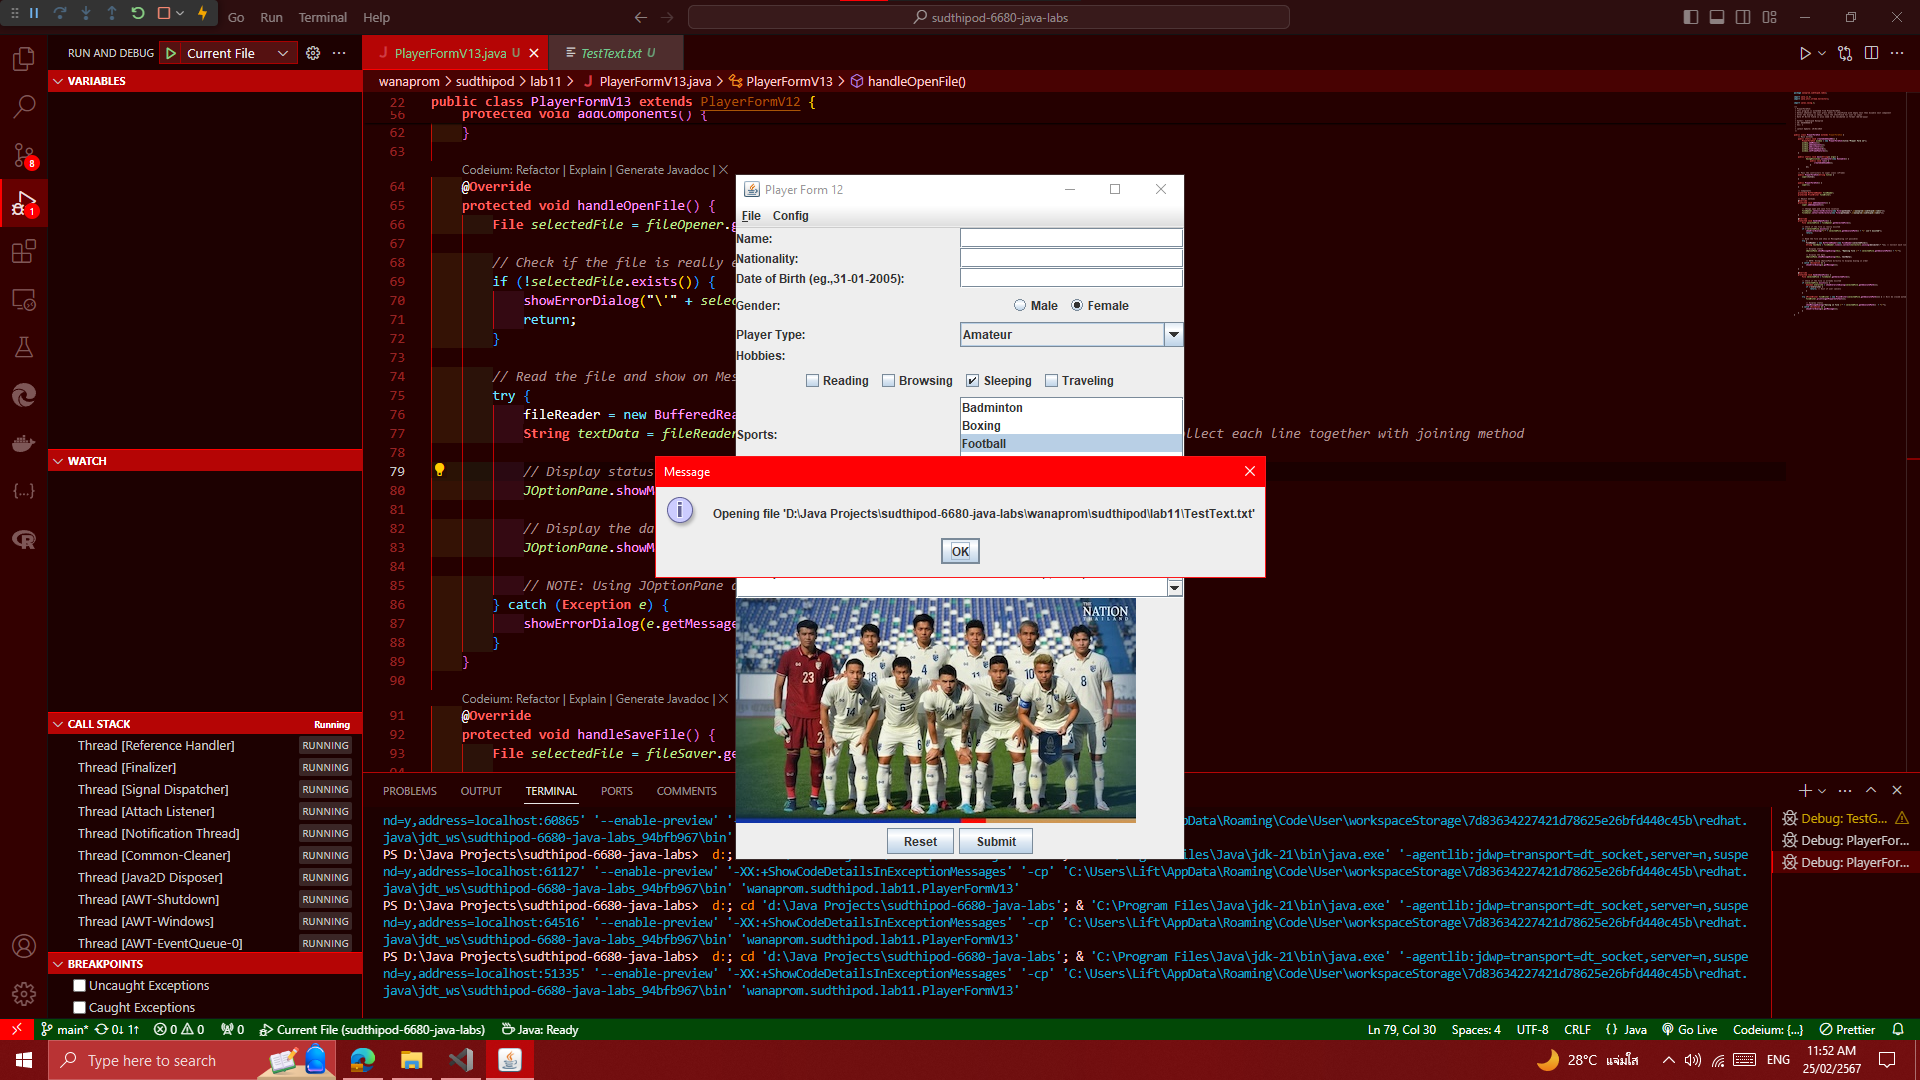 Go Run Terminal Help
sudthipod-6680-java-labs
RUN AND DEBUG Current File
PlayerFormV13.java U
TestText.txt U
wanaprom > sudthipod > lab11 > J PlayerFormV13.java > PlayerFormV13 > handleOpenFile()
VARIABLES
WATCH
CALL STACK Running
Thread [Reference Handler] RUNNING
Thread [Finalizer] RUNNING
Thread [Signal Dispatcher] RUNNING
Thread [Attach Listener] RUNNING
Thread [Notification Thread] RUNNING
Thread [Common-Cleaner] RUNNING
Thread [Java2D Disposer] RUNNING
Thread [AWT-Shutdown] RUNNING
Thread [AWT-Windows] RUNNING
Thread [AWT-EventQueue-0] RUNNING
BREAKPOINTS
Uncaught Exceptions
Caught Exceptions
22 public class PlayerFormV13 extends PlayerFormV12 {
56 protected void addComponents() {
62 }
63
Codeium: Refactor | Explain | Generate Javadoc | X
64 @Override
65 protected void handleOpenFile() {
66 File selectedFile = fileOpener.g
67
68 // Check if the file is really e
69 if (!selectedFile.exists()) {
70 showErrorDialog("\'" + selec
71 return;
72 }
73
74 // Read the file and show on Mes
75 try {
76 fileReader = new BufferedRea
77 String textData = fileReader
llect each line together with joining method
78
79 // Display status
80 JOptionPane.showM
81
82 // Display the da
83 JOptionPane.showM
84
85 // NOTE: Using JOptionPane
86 } catch (Exception e) {
87 showErrorDialog(e.getMessage
88 }
89 }
90
Codeium: Refactor | Explain | Generate Javadoc | X
91 @Override
92 protected void handleSaveFile() {
93 File selectedFile = fileSaver.ge
Player Form 12
File Config
Name:
Nationality:
Date of Birth (eg.,31-01-2005):
Gender: Male Female
Player Type: Amateur
Hobbies:
Reading Browsing Sleeping Traveling
Sports:
Badminton
Boxing
Football
Message
Opening file 'D:\Java Projects\sudthipod-6680-java-labs\wanaprom\sudthipod\lab11\TestText.txt'
OK
THE
NATION
THAILAND
23
14
18
6
16
10
3
8
Reset Submit
PROBLEMS OUTPUT TERMINAL PORTS COMMENTS
nd=y,address=localhost:60865' '--enable-preview' '
AppData\Roaming\Code\User\workspaceStorage\7d83634227421d78625e26bfd440c45b\redhat.
java\jdt_ws\sudthipod-6680-java-labs_94bfb967\bin'
PS D:\Java Projects\sudthipod-6680-java-labs> d:;
iles\Java\jdk-21\bin\java.exe' '-agentlib:jdwp=transport=dt_socket,server=n,suspe
nd=y,address=localhost:61127' '--enable-preview' '-XX:+ShowCodeDetailsInExceptionMessages' '-cp' 'C:\Users\Lift\AppData\Roaming\Code\User\workspaceStorage\7d83634227421d78625e26bfd440c45b\redhat.
java\jdt_ws\sudthipod-6680-java-labs_94bfb967\bin' 'wanaprom.sudthipod.lab11.PlayerFormV13'
PS D:\Java Projects\sudthipod-6680-java-labs> d:; cd 'd:\Java Projects\sudthipod-6680-java-labs'; & 'C:\Program Files\Java\jdk-21\bin\java.exe' '-agentlib:jdwp=transport=dt_socket,server=n,suspe
nd=y,address=localhost:64516' '--enable-preview' '-XX:+ShowCodeDetailsInExceptionMessages' '-cp' 'C:\Users\Lift\AppData\Roaming\Code\User\workspaceStorage\7d83634227421d78625e26bfd440c45b\redhat.
java\jdt_ws\sudthipod-6680-java-labs_94bfb967\bin' 'wanaprom.sudthipod.lab11.PlayerFormV13'
PS D:\Java Projects\sudthipod-6680-java-labs> d:; cd 'd:\Java Projects\sudthipod-6680-java-labs'; & 'C:\Program Files\Java\jdk-21\bin\java.exe' '-agentlib:jdwp=transport=dt_socket,server=n,suspe
nd=y,address=localhost:51335' '--enable-preview' '-XX:+ShowCodeDetailsInExceptionMessages' '-cp' 'C:\Users\Lift\AppData\Roaming\Code\User\workspaceStorage\7d83634227421d78625e26bfd440c45b\redhat.
java\jdt_ws\sudthipod-6680-java-labs_94bfb967\bin' 'wanaprom.sudthipod.lab11.PlayerFormV13'
Debug: TestG...
Debug: PlayerFor...
Debug: PlayerFor...
main* 0↓ 1↑ 0 0 0 Current File (sudthipod-6680-java-labs) Java: Ready
Ln 79, Col 30 Spaces: 4 UTF-8 CRLF {} Java Go Live Codeium: {...} Prettier
Type here to search
28°C แจ่มใส ENG 11:52 AM
25/02/2567